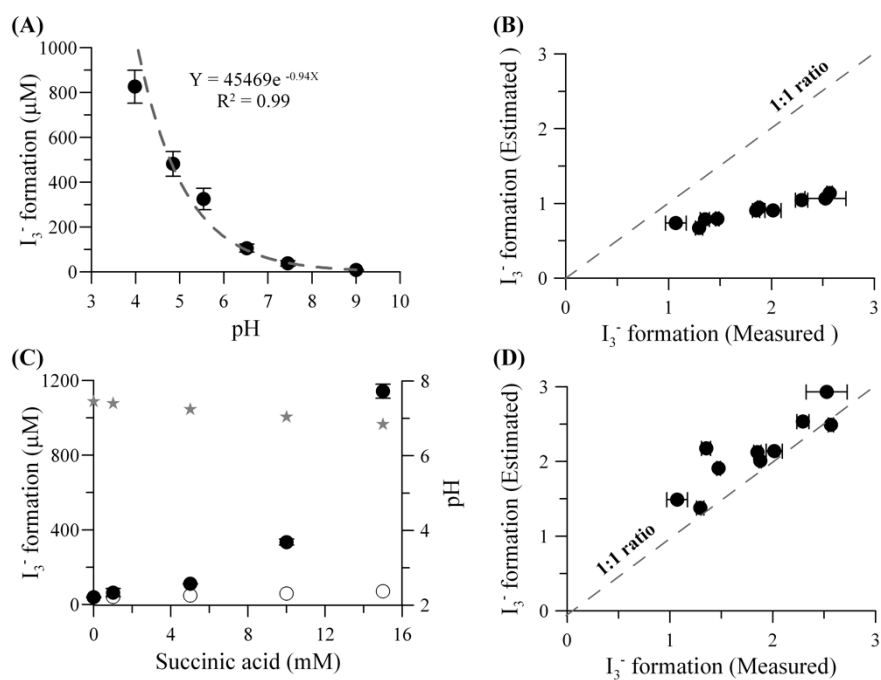 (A)
1000
800
600
400
200
0
I₃⁻ formation (µM)
Y = 45469e ^-0.94X
R² = 0.99
3 4 5 6 7 8 9 10
pH
(B)
3
2
1
0
I₃⁻ formation (Estimated )
1:1 ratio
0 1 2 3
I₃⁻ formation (Measured )
(C)
1200
800
400
0
I₃⁻ formation (µM)
8
6
4
2
pH
0 4 8 12 16
Succinic acid (mM)
(D)
3
2
1
0
I₃⁻ formation (Estimated)
1:1 ratio
0 1 2 3
I₃⁻ formation (Measured)